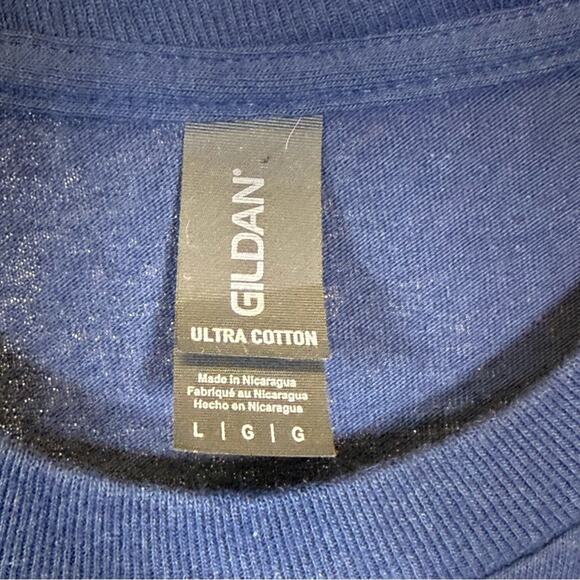 GILDAN®
ULTRA COTTON
Made in Nicaragua
Fabriqué au Nicaragua
Hecho en Nicaragua
L | G | G